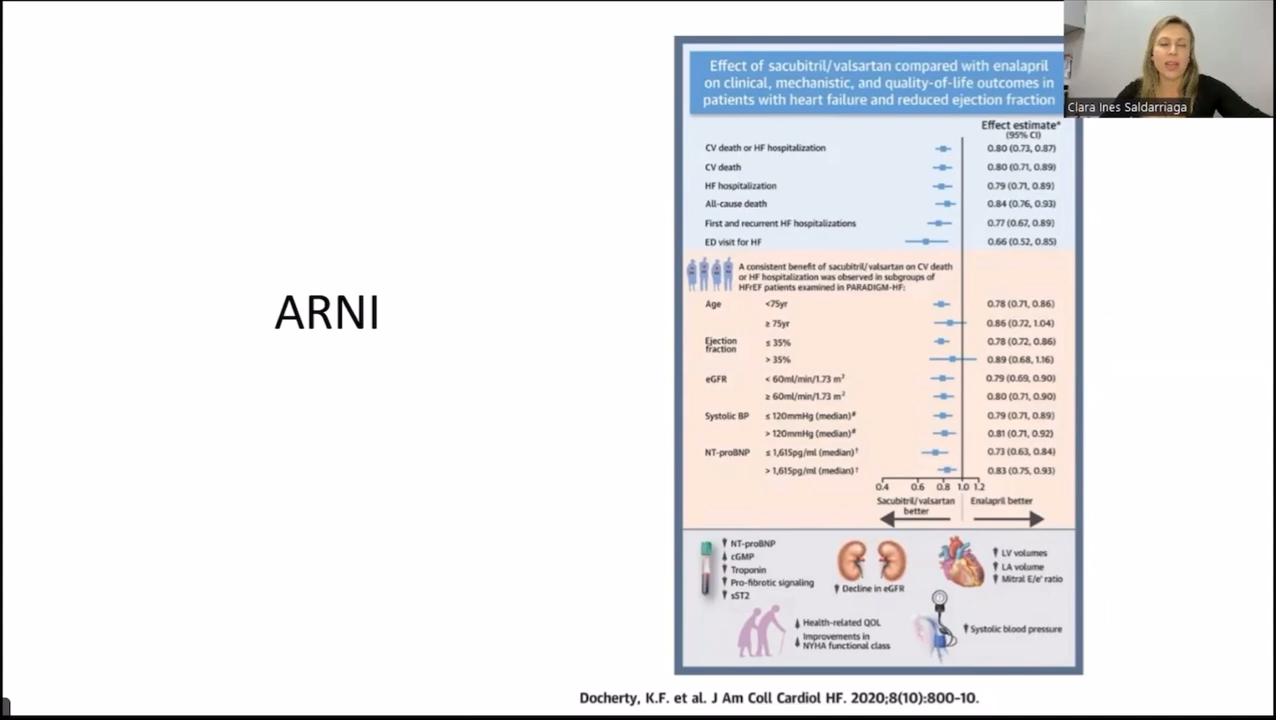 Clara Ines Saldarriaga
ARNI
Effect of sacubitril/valsartan compared with enalapril
on clinical, mechanistic, and quality-of-life outcomes in
patients with heart failure and reduced ejection fraction
Effect estimate*
(95% CI)
CV death or HF hospitalization 0.80 (0.73, 0.87)
CV death 0.80 (0.71, 0.89)
HF hospitalization 0.79 (0.71, 0.89)
All-cause death 0.84 (0.76, 0.93)
First and recurrent HF hospitalizations 0.77 (0.67, 0.89)
ED visit for HF 0.66 (0.52, 0.85)
A consistent benefit of sacubitril/valsartan on CV death
or HF hospitalization was observed in subgroups of
HFrEF patients examined in PARADIGM-HF:
Age <75yr 0.78 (0.71, 0.86)
≥ 75yr 0.86 (0.72, 1.04)
Ejection fraction ≤ 35% 0.78 (0.72, 0.86)
> 35% 0.89 (0.68, 1.16)
eGFR < 60ml/min/1.73 m² 0.79 (0.69, 0.90)
≥ 60ml/min/1.73 m² 0.80 (0.71, 0.90)
Systolic BP ≤ 120mmHg (median)# 0.79 (0.71, 0.89)
> 120mmHg (median)# 0.81 (0.71, 0.92)
NT-proBNP ≤ 1,615pg/ml (median)† 0.73 (0.63, 0.84)
> 1,615pg/ml (median)† 0.83 (0.75, 0.93)
0.4 0.6 0.8 1.0 1.2
Sacubitril/valsartan
better
Enalapril better
NT-proBNP
cGMP
Troponin
Pro-fibrotic signaling
sST2
Decline in eGFR
LV volumes
LA volume
Mitral E/e' ratio
Health-related QOL
Improvements in
NYHA functional class
Systolic blood pressure
Docherty, K.F. et al. J Am Coll Cardiol HF. 2020;8(10):800-10.